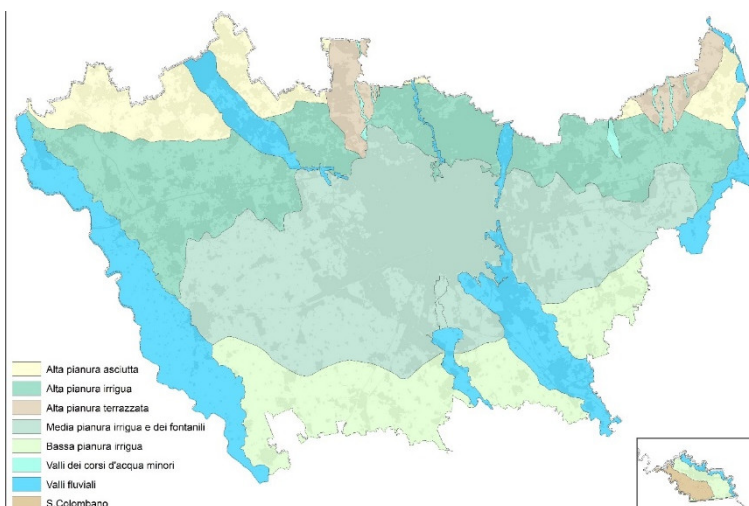 Alta pianura asciutta
Alta pianura irrigua
Alta pianura terrazzata
Media pianura irrigua e dei fontanili
Bassa pianura irrigua
Valli dei corsi d'acqua minori
Valli fluviali
S.Colombano